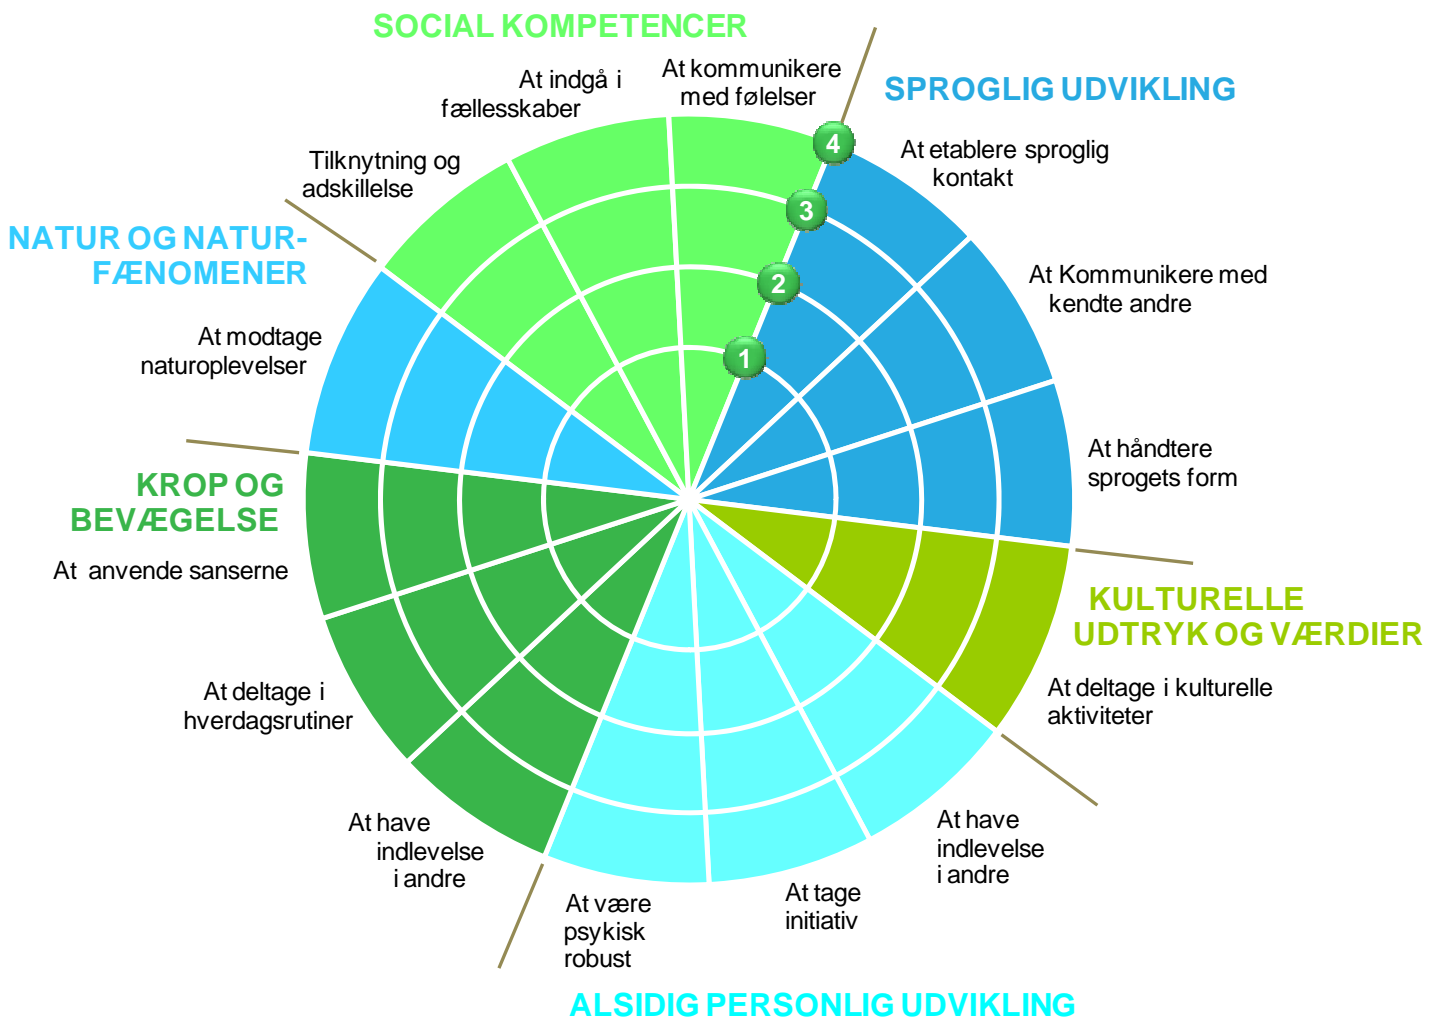 SOCIAL KOMPETENCER
At indgå i
fællesskaber
At kommunikere
med følelser
SPROGLIG UDVIKLING
At etablere sproglig
kontakt
Tilknytning og
adskillelse
NATUR OG NATUR-
FÆNOMENER
At modtage
naturoplevelser
4
3
2
1
At Kommunikere med
kendte andre
At håndtere
sprogets form
KROP OG
BEVÆGELSE
At anvende sanserne
At deltage i
hverdagsrutiner
At have
indlevelse
i andre
KULTURELLE
UDTRYK OG VÆRDIER
At deltage i kulturelle
aktiviteter
At have
indlevelse
i andre
At tage
initiativ
At være
psykisk
robust
ALSIDIG PERSONLIG UDVIKLING